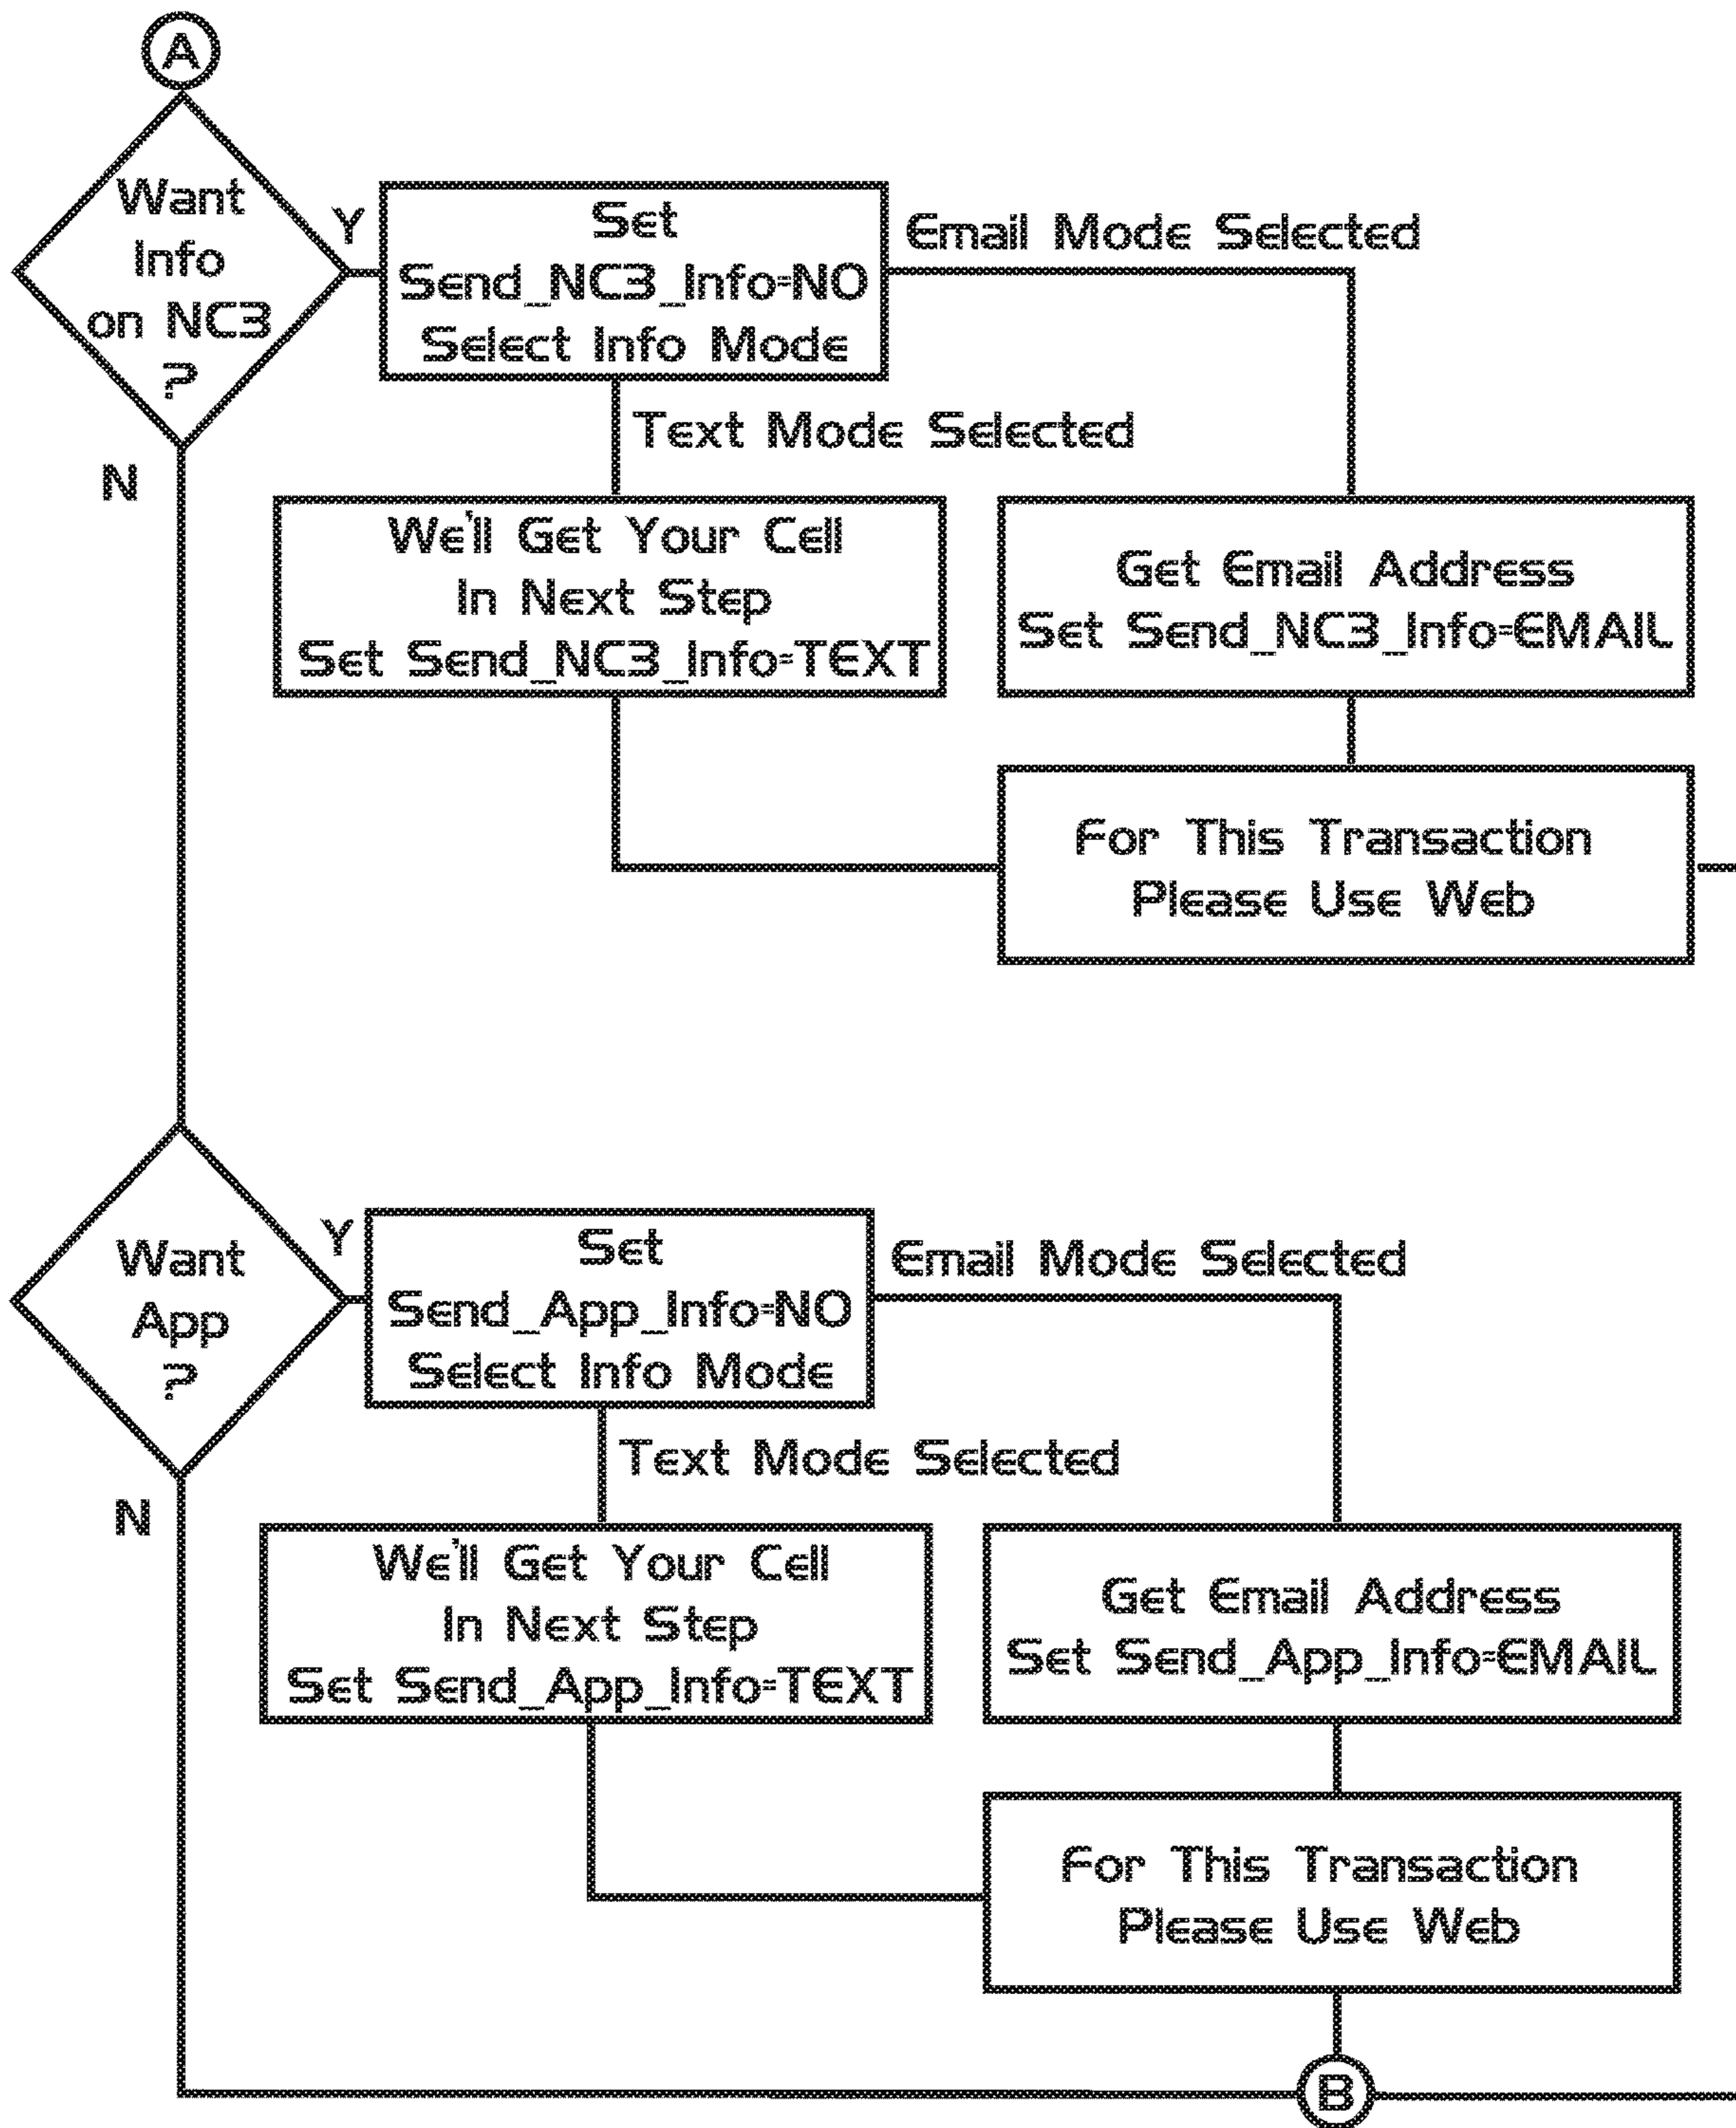 A
Want
Info
on NC3
?
Y
N
Set
Send_NC3_Info=NO
Select Info Mode
Email Mode Selected
Text Mode Selected
We'll Get Your Cell
In Next Step
Set Send_NC3_Info=TEXT
Get Email Address
Set Send_NC3_Info=EMAIL
For This Transaction
Please Use Web
Want
App
?
Y
N
Set
Send_App_Info=NO
Select Info Mode
Email Mode Selected
Text Mode Selected
We'll Get Your Cell
In Next Step
Set Send_App_Info=TEXT
Get Email Address
Set Send_App_Info=EMAIL
For This Transaction
Please Use Web
B